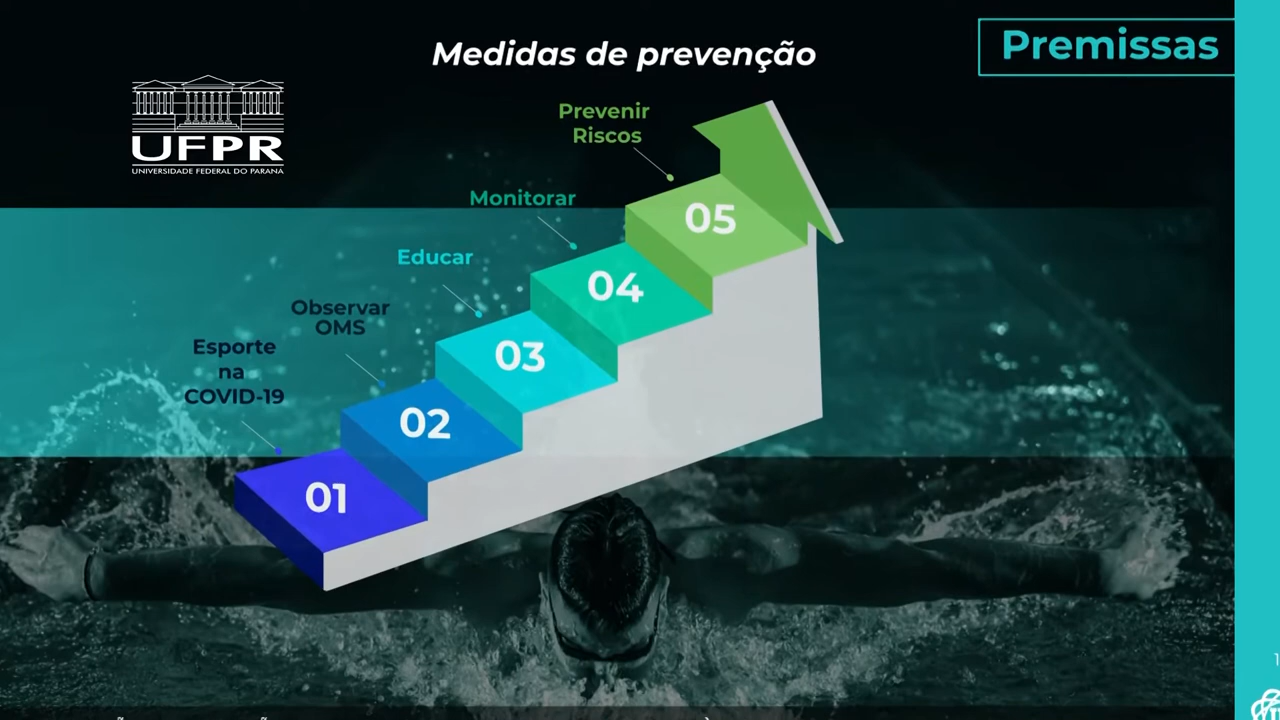 Medidas de prevenção
Premissas
UFPR
UNIVERSIDADE FEDERAL DO PARANÁ
Prevenir
Riscos
Monitorar
Educar
Observar
OMS
Esporte
na
COVID-19
05
04
03
02
01
1